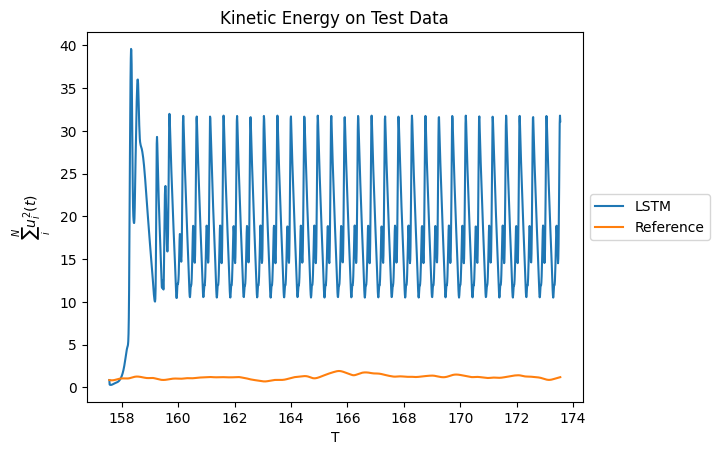 Kinetic Energy on Test Data
40
35
30
25
20
15
10
5
0
158 160 162 164 166 168 170 172 174
T
$\sum_{i}^{N} u_i^2(t)$
LSTM
Reference